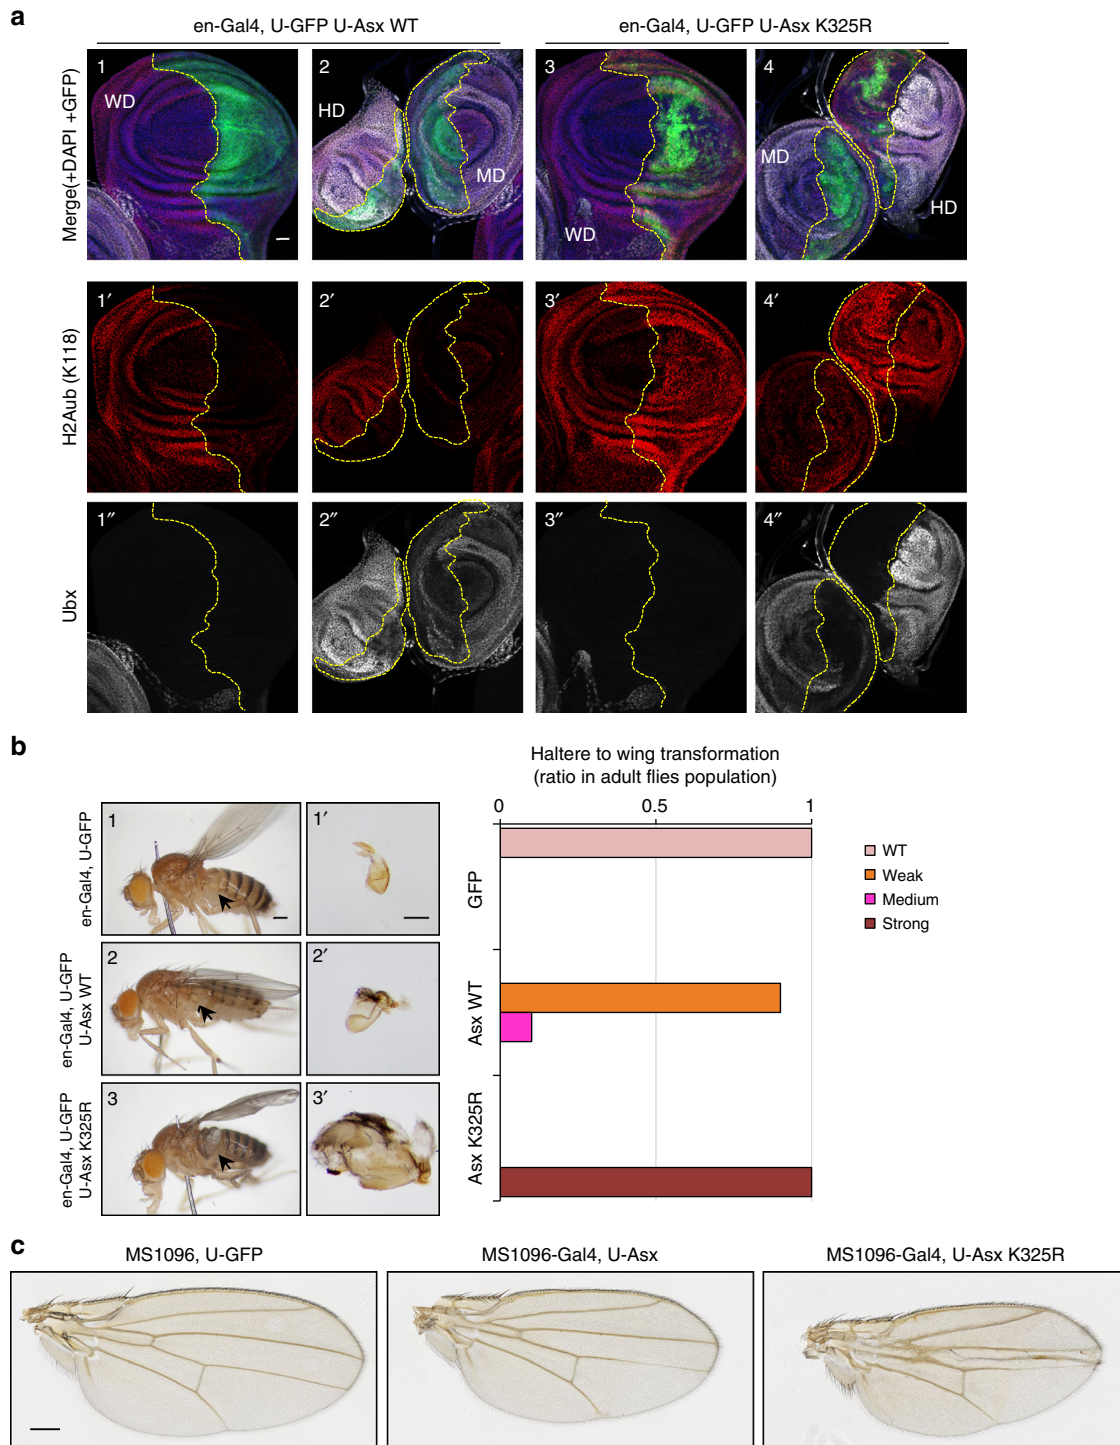 a
en-Gal4, U-GFP U-Asx WT
en-Gal4, U-GFP U-Asx K325R
Merge(+DAPI +GFP)
1
WD
2
HD
MD
3
WD
4
MD
HD
H2Aub (K118)
1′
2′
3′
4′
Ubx
1″
2″
3″
4″
b
en-Gal4, U-GFP
1
1′
en-Gal4, U-GFP
U-Asx WT
2
2′
en-Gal4, U-GFP
U-Asx K325R
3
3′
Haltere to wing transformation
(ratio in adult flies population)
0
0.5
1
GFP
Asx WT
Asx K325R
WT
Weak
Medium
Strong
c
MS1096, U-GFP
MS1096-Gal4, U-Asx
MS1096-Gal4, U-Asx K325R